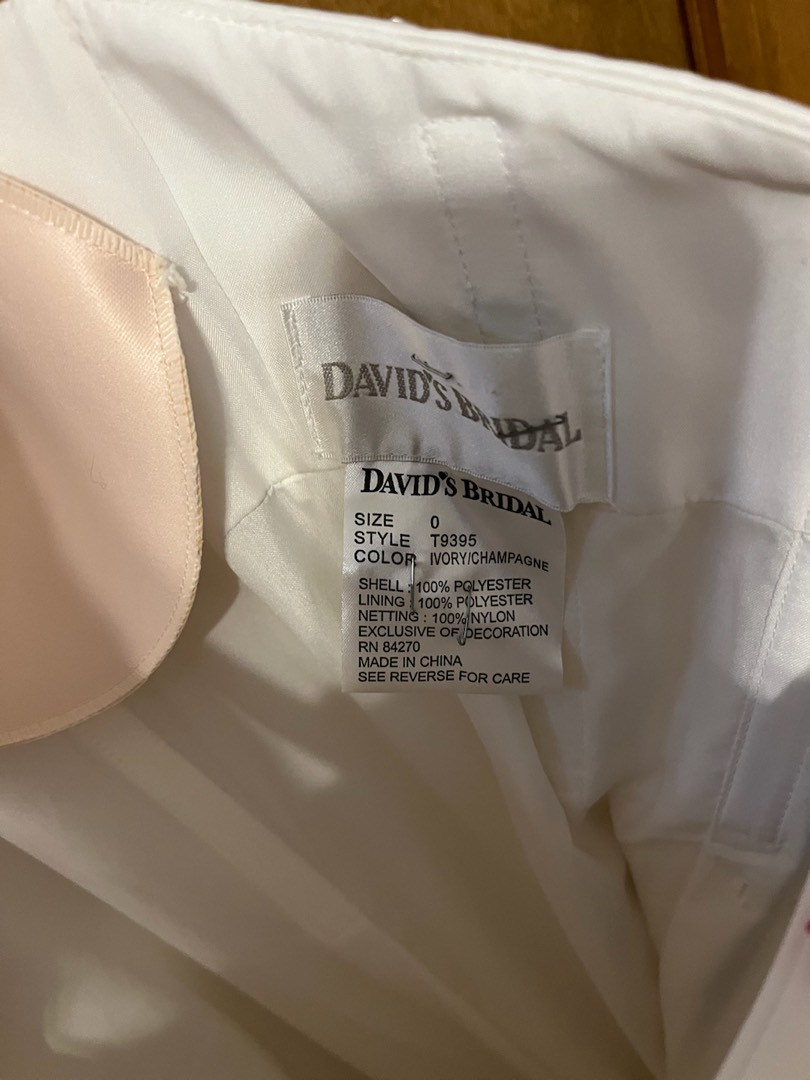 DAVID'S BRIDAL
DAVID'S BRIDAL
SIZE 0
STYLE T9395
COLOR IVORY/CHAMPAGNE
SHELL : 100% POLYESTER
LINING : 100% POLYESTER
NETTING : 100% NYLON
EXCLUSIVE OF DECORATION
RN 84270
MADE IN CHINA
SEE REVERSE FOR CARE